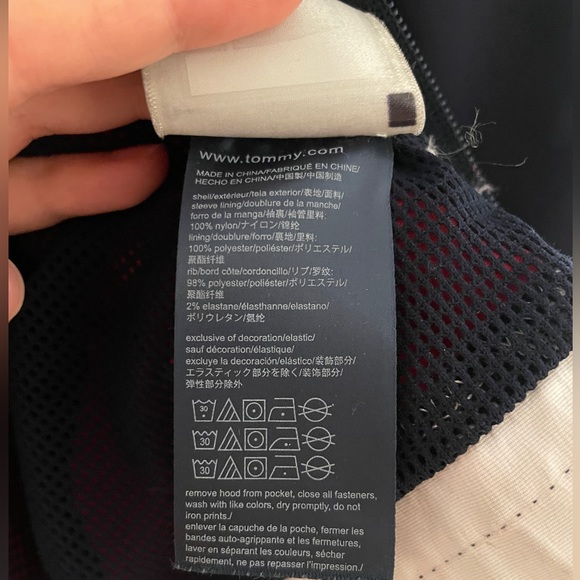 www.tommy.com
MADE IN CHINA/FABRIQUÉ EN CHINE/
HECHO EN CHINA/中国製/中国制造
shell/extérieur/tela exterior/表地/面料/
sleeve lining/doublure de la manche/
forro de la manga/袖裏/袖管里料:
100% nylon/ナイロン/锦纶
lining/doublure/forro/裏地/里料:
100% polyester/poliéster/ポリエステル/
聚酯纤维
rib/bord côte/cordoncillo/リブ/罗纹:
98% polyester/poliéster/ポリエステル/
聚酯纤维
2% elastane/élasthanne/elastano/
ポリウレタン/氨纶
exclusive of decoration/elastic/
sauf décoration/élastique/
excluye la decoración/elástico/装飾部分/
エラスティック部分を除く/装饰部分/
弹性部分除外
30
30
30
remove hood from pocket, close all fasteners,
wash with like colors, dry promptly, do not
iron prints./
enlever la capuche de la poche, fermer les
bandes auto-agrippante et les fermetures,
laver en séparant les couleurs, sécher
rapidement, ne pas repasser l'impression./